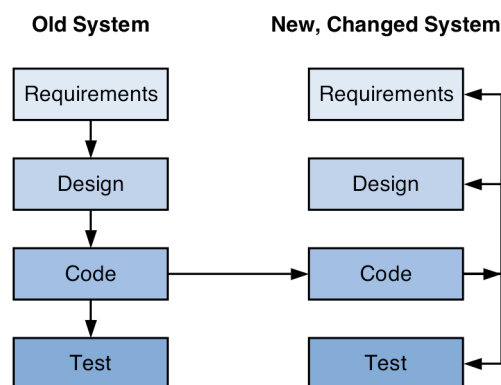 Old System
New, Changed System
Requirements
Requirements
Design
Design
Code
Code
Test
Test